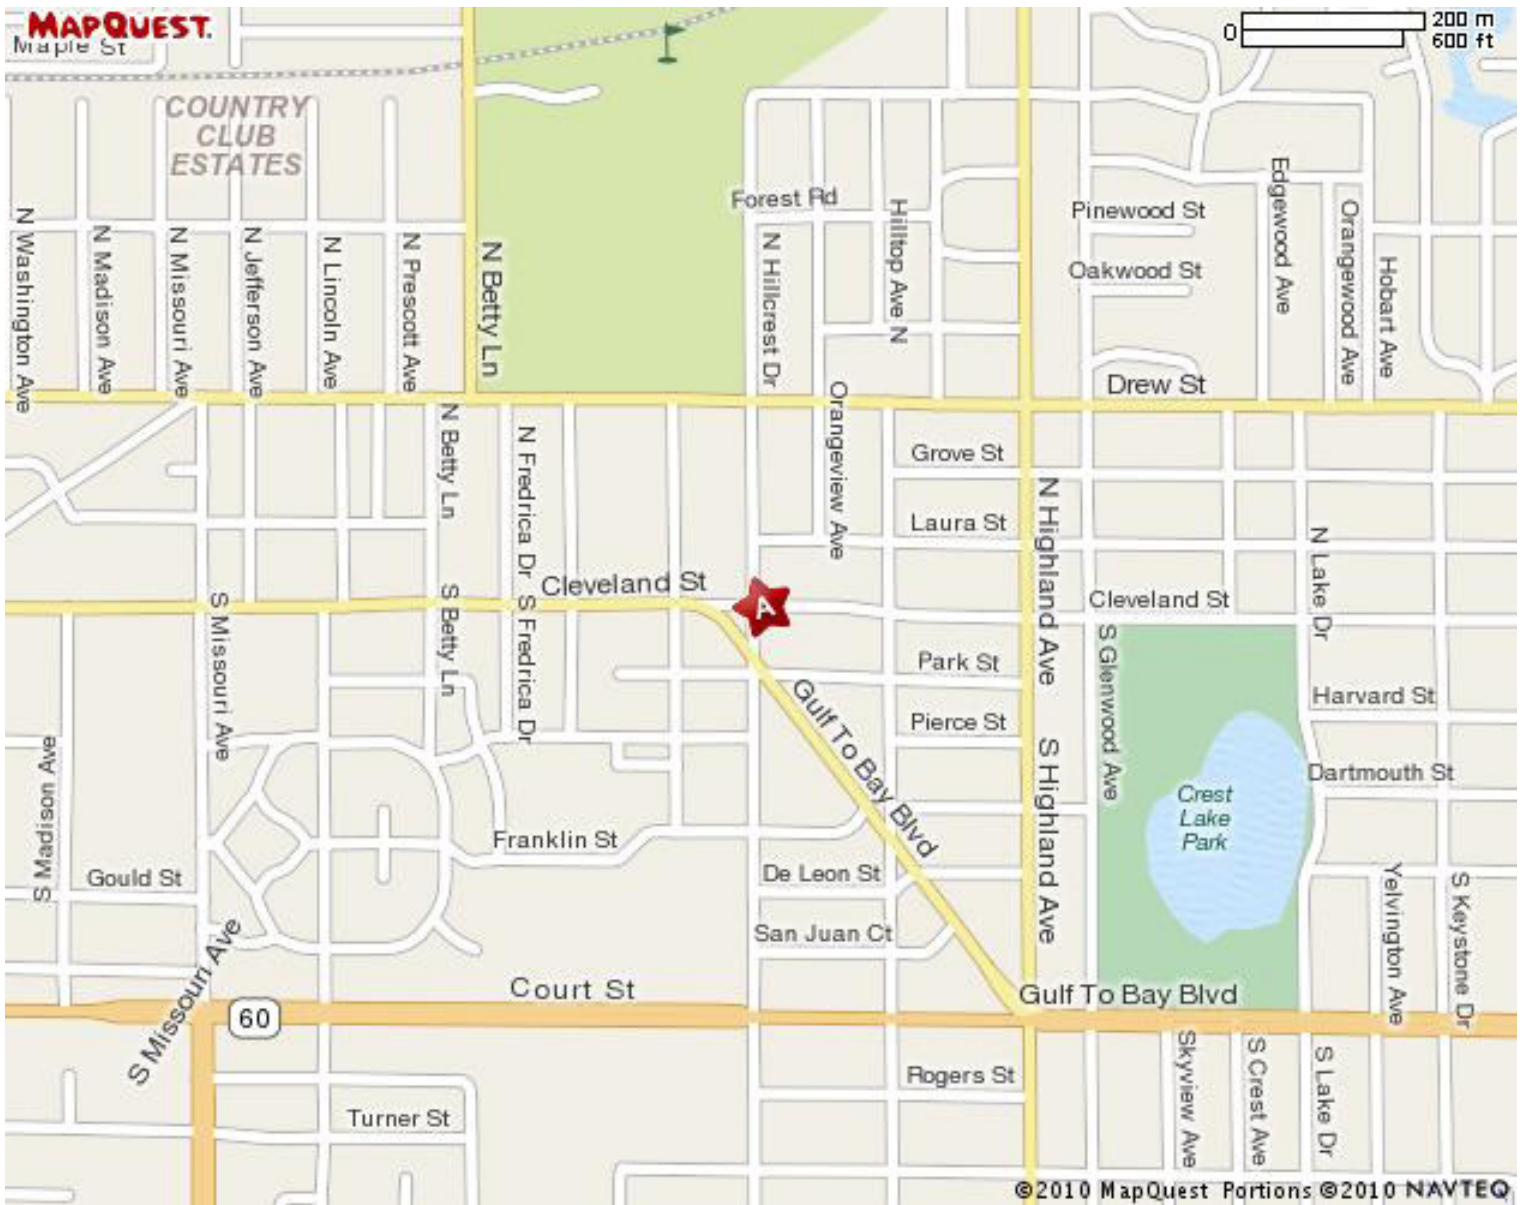 MAPQUEST.
Maple St
0
200 m
600 ft
COUNTRY
CLUB
ESTATES
Forest Rd
Pinewood St
Oakwood St
N Washington Ave
N Madison Ave
N Missouri Ave
N Jefferson Ave
N Lincoln Ave
N Prescott Ave
N Betty Ln
N Hillcrest Dr
Hilltop Ave N
Edgewood Ave
Orangewood Ave
Hobart Ave
Drew St
N Betty Ln
N Fredrica Dr
Orangeview Ave
Grove St
Laura St
N Highland Ave
N Lake Dr
Cleveland St
A
Cleveland St
S Missouri Ave
S Betty Ln
S Fredrica Dr
Park St
S Glenwood Ave
Harvard St
Pierce St
Gulf To Bay Blvd
S Madison Ave
S Highland Ave
Dartmouth St
Crest
Lake
Park
Franklin St
Gould St
De Leon St
Yelvington Ave
S Keystone Dr
San Juan Ct
S Missouri Ave
Court St
Gulf To Bay Blvd
60
Rogers St
Skyview Ave
S Crest Ave
S Lake Dr
Turner St
©2010 MapQuest Portions ©2010 NAVTEQ